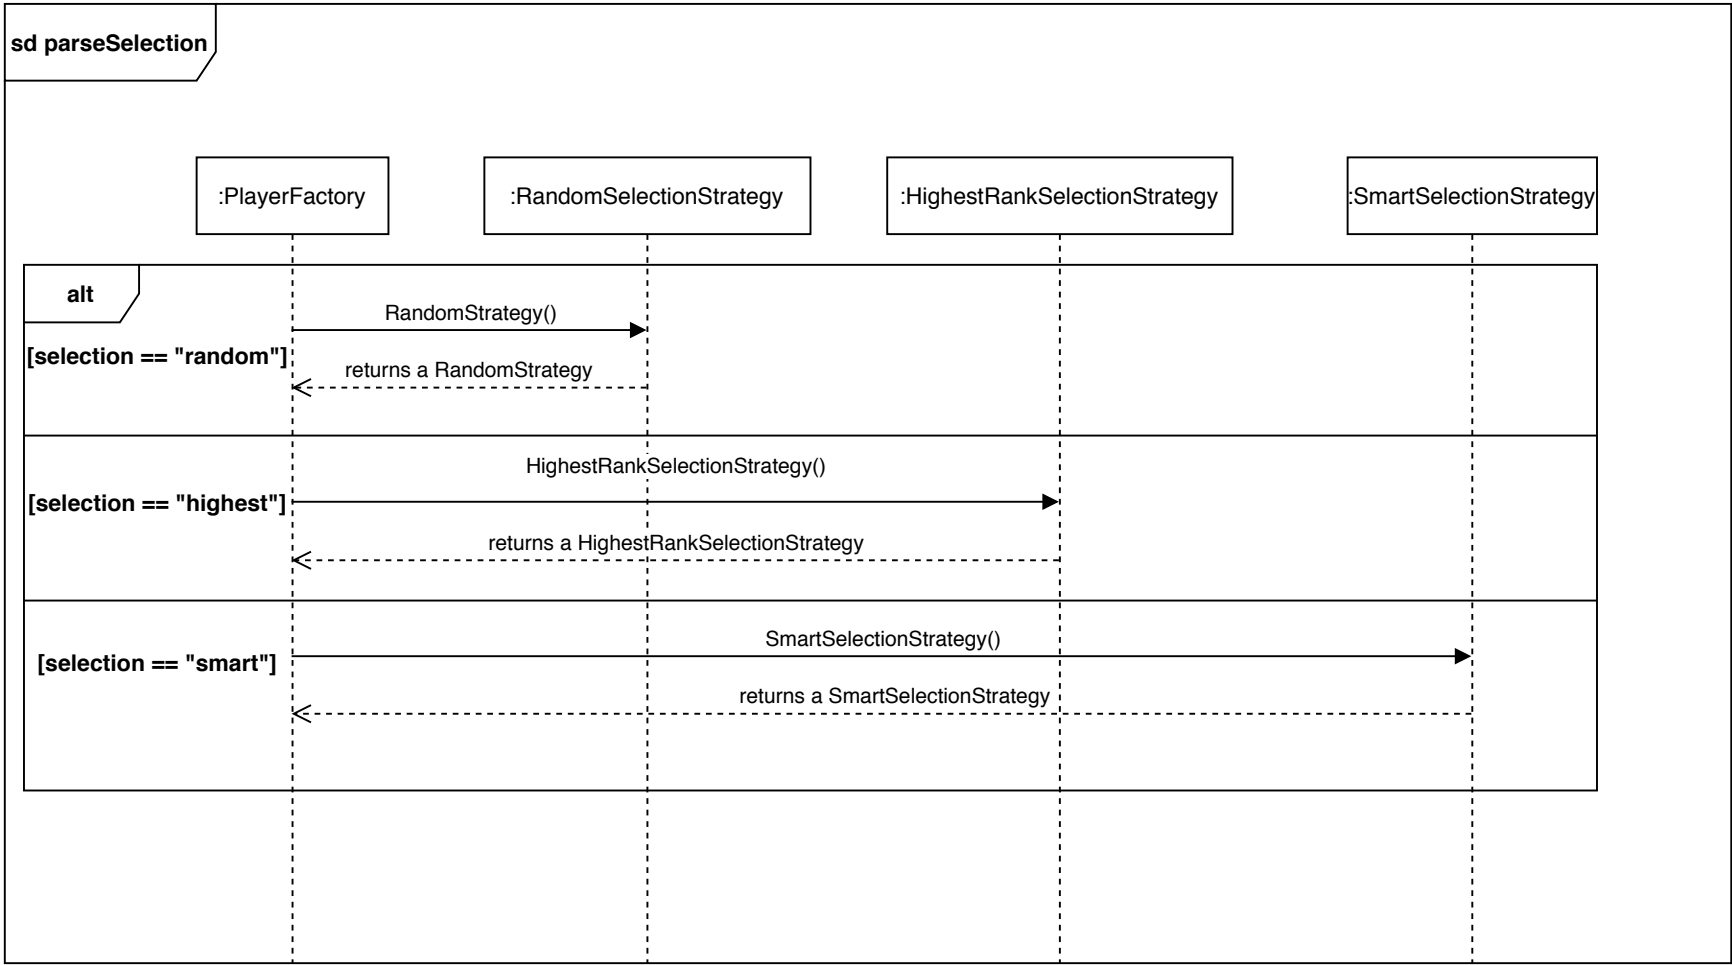 sd parseSelection
:PlayerFactory
:RandomSelectionStrategy
:HighestRankSelectionStrategy
:SmartSelectionStrategy
alt
RandomStrategy()
[selection == "random"]
returns a RandomStrategy
HighestRankSelectionStrategy()
[selection == "highest"]
returns a HighestRankSelectionStrategy
SmartSelectionStrategy()
[selection == "smart"]
returns a SmartSelectionStrategy